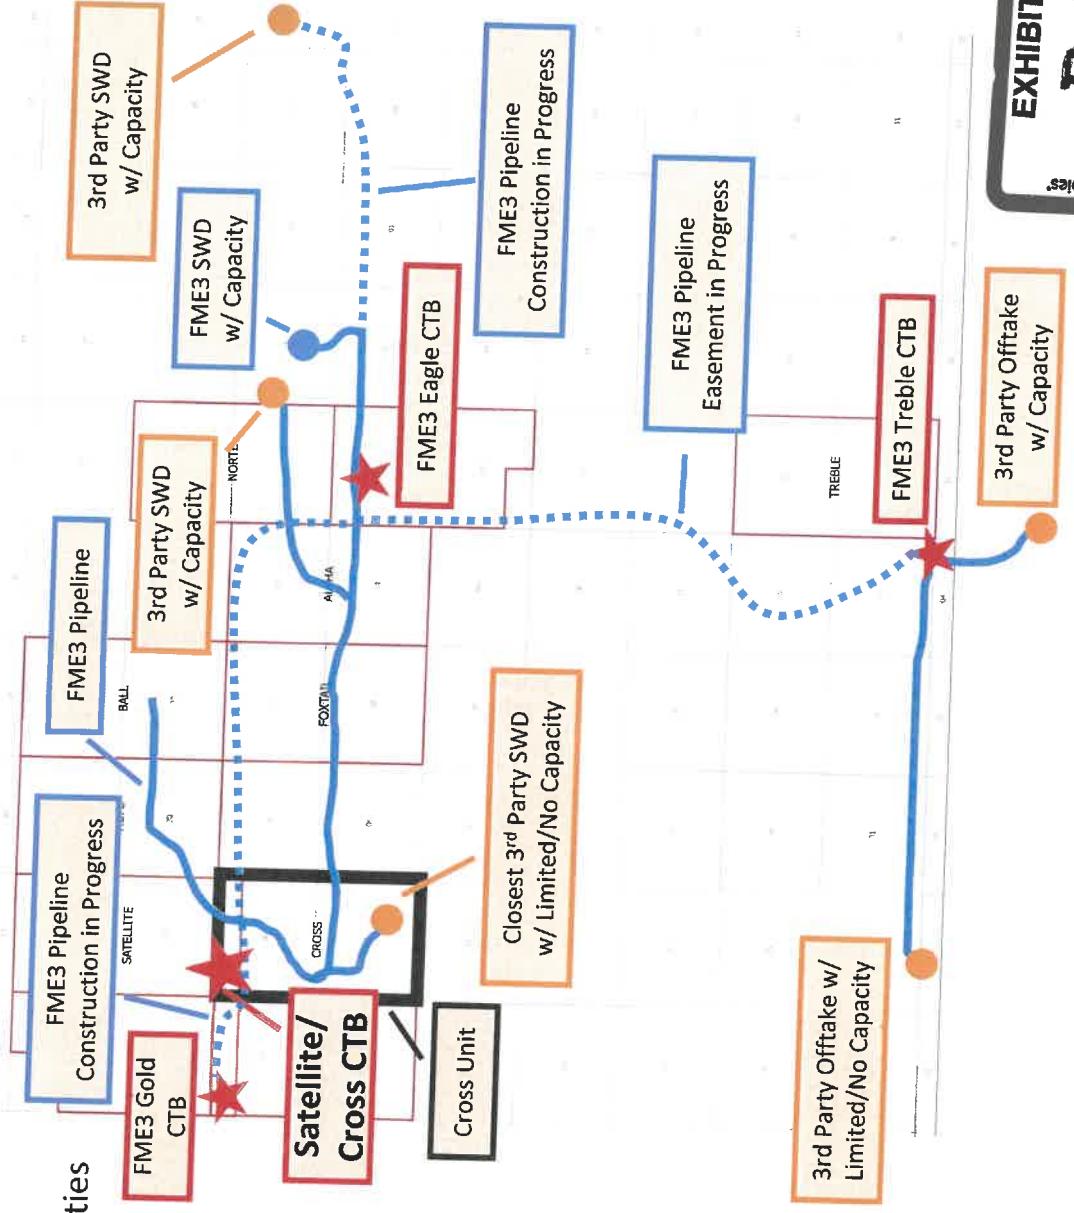 ties
FME3 Gold
CTB
FME3 Pipeline
Construction in Progress
SATELLITE
FME3 Pipeline
BALL
3rd Party SWD
w/ Capacity
NORTE
FME3 SWD
w/ Capacity
3rd Party SWD
w/ Capacity
Satellite/
Cross CTB
CROSS
FOXTAIL
ALPHA
FME3 Eagle CTB
FME3 Pipeline
Construction in Progress
Cross Unit
Closest 3rd Party SWD
w/ Limited/No Capacity
FME3 Pipeline
Easement in Progress
TREBLE
3rd Party Offtake w/
Limited/No Capacity
FME3 Treble CTB
3rd Party Offtake
w/ Capacity
EXHIBIT